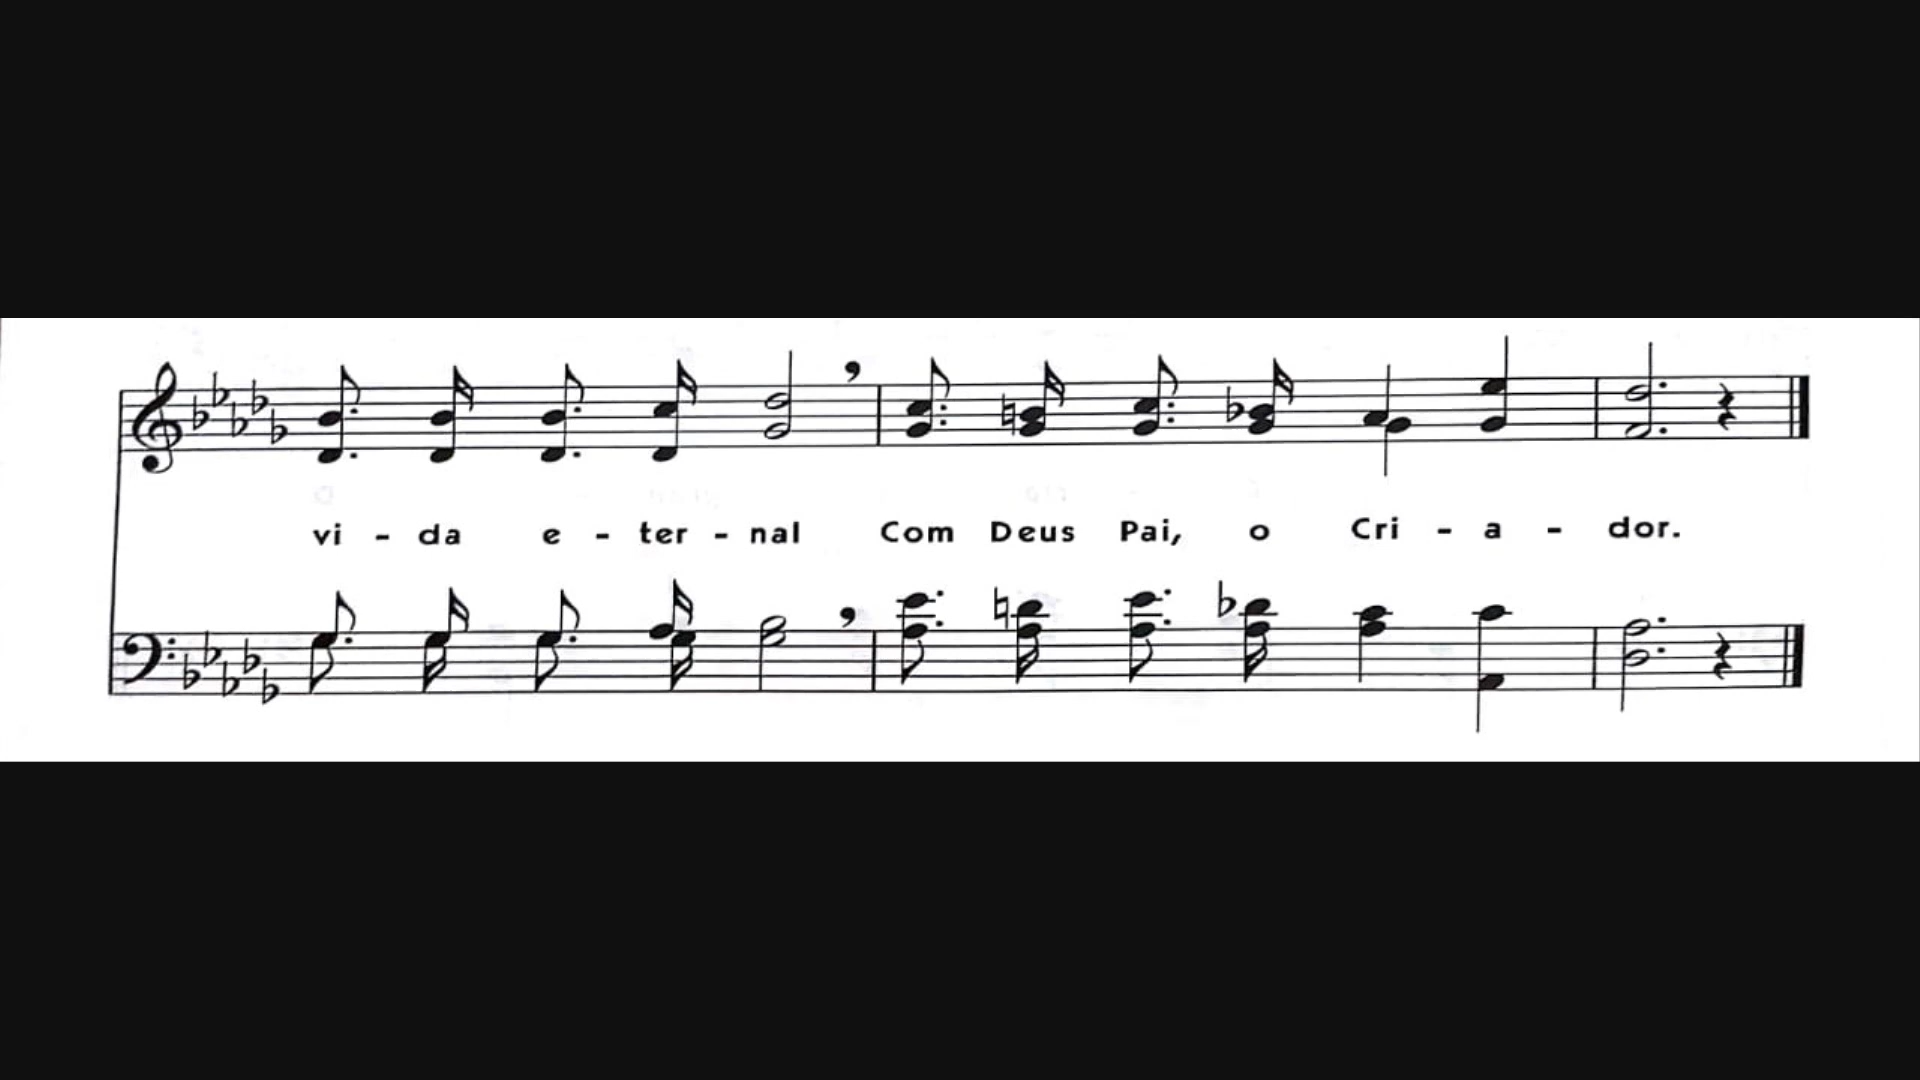 vi - da e - ter - nal Com Deus Pai, o Cri - a - dor.